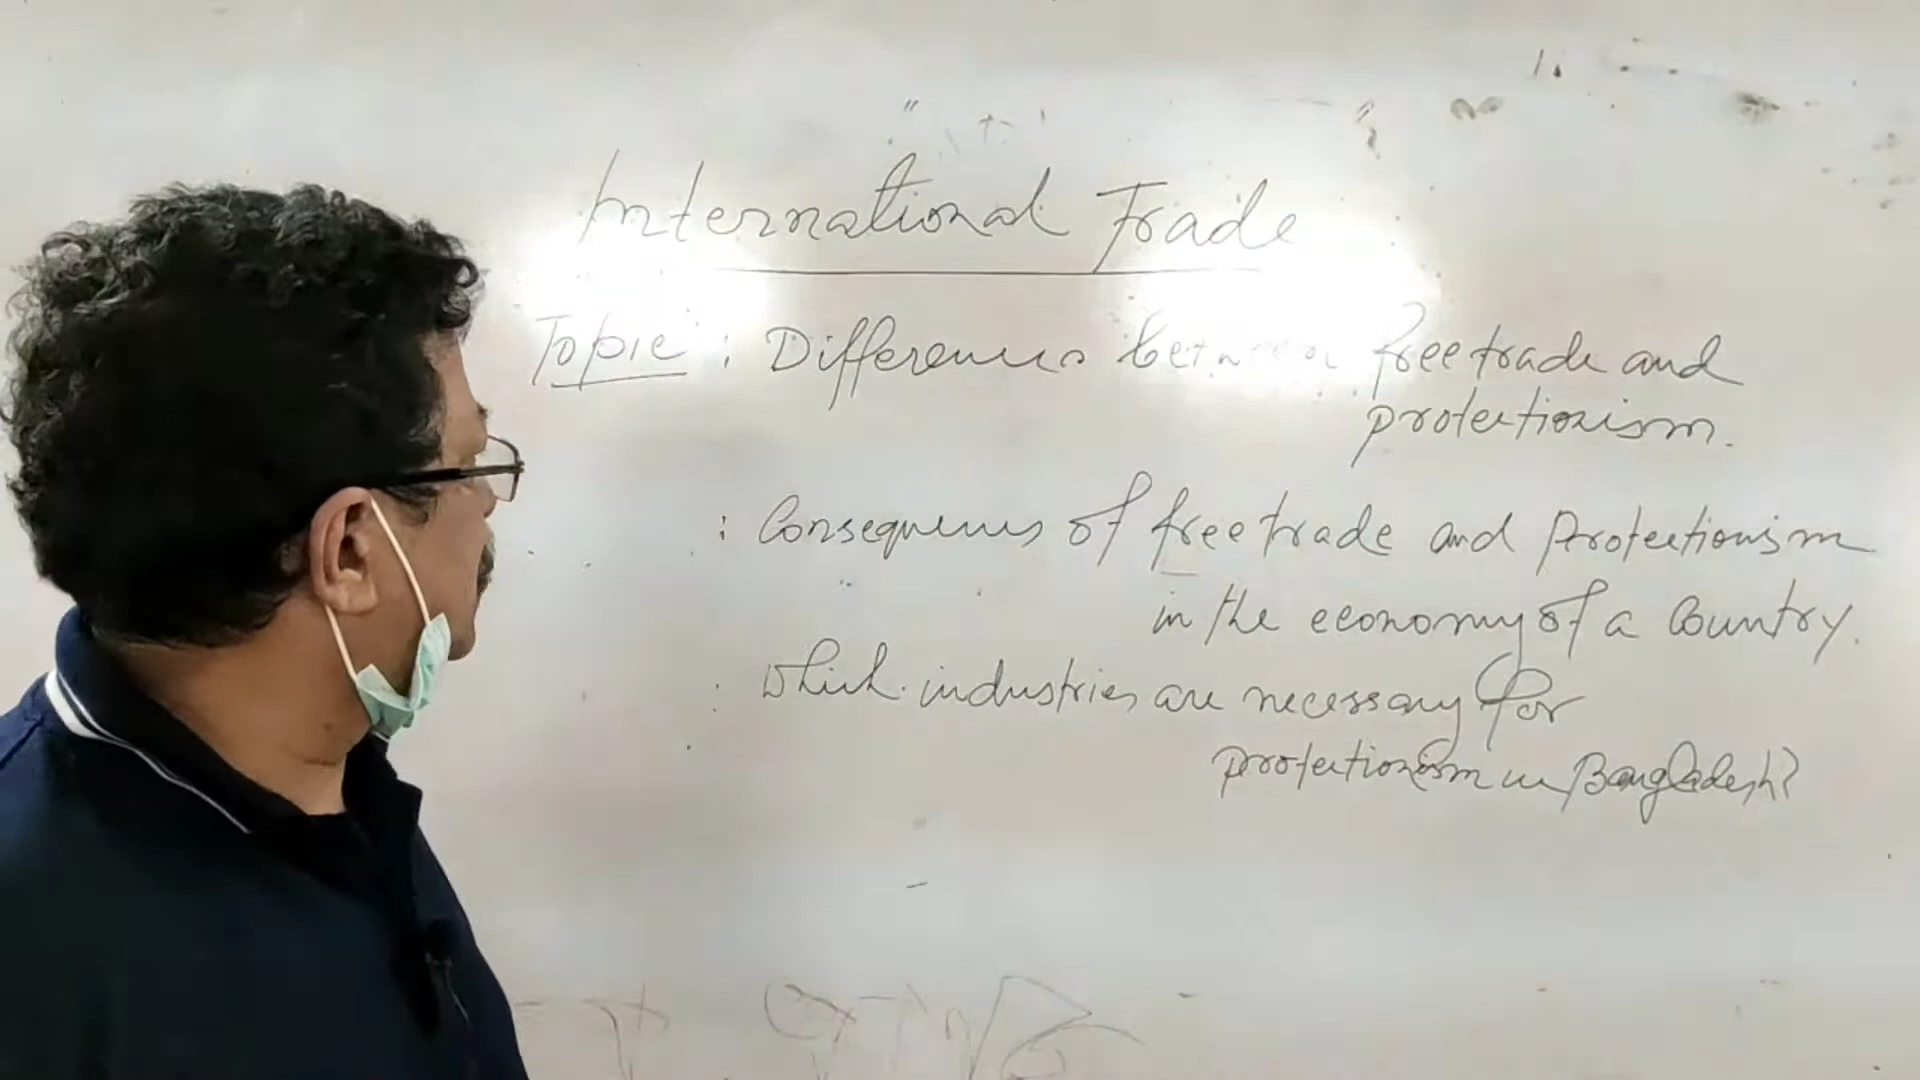 International Trade
Topic : Differences between free trade and
protectionism.
: Consequences of free trade and Protectionism
in the economy of a country.
: Which industries are necessary for
protectionism in Bangladesh?